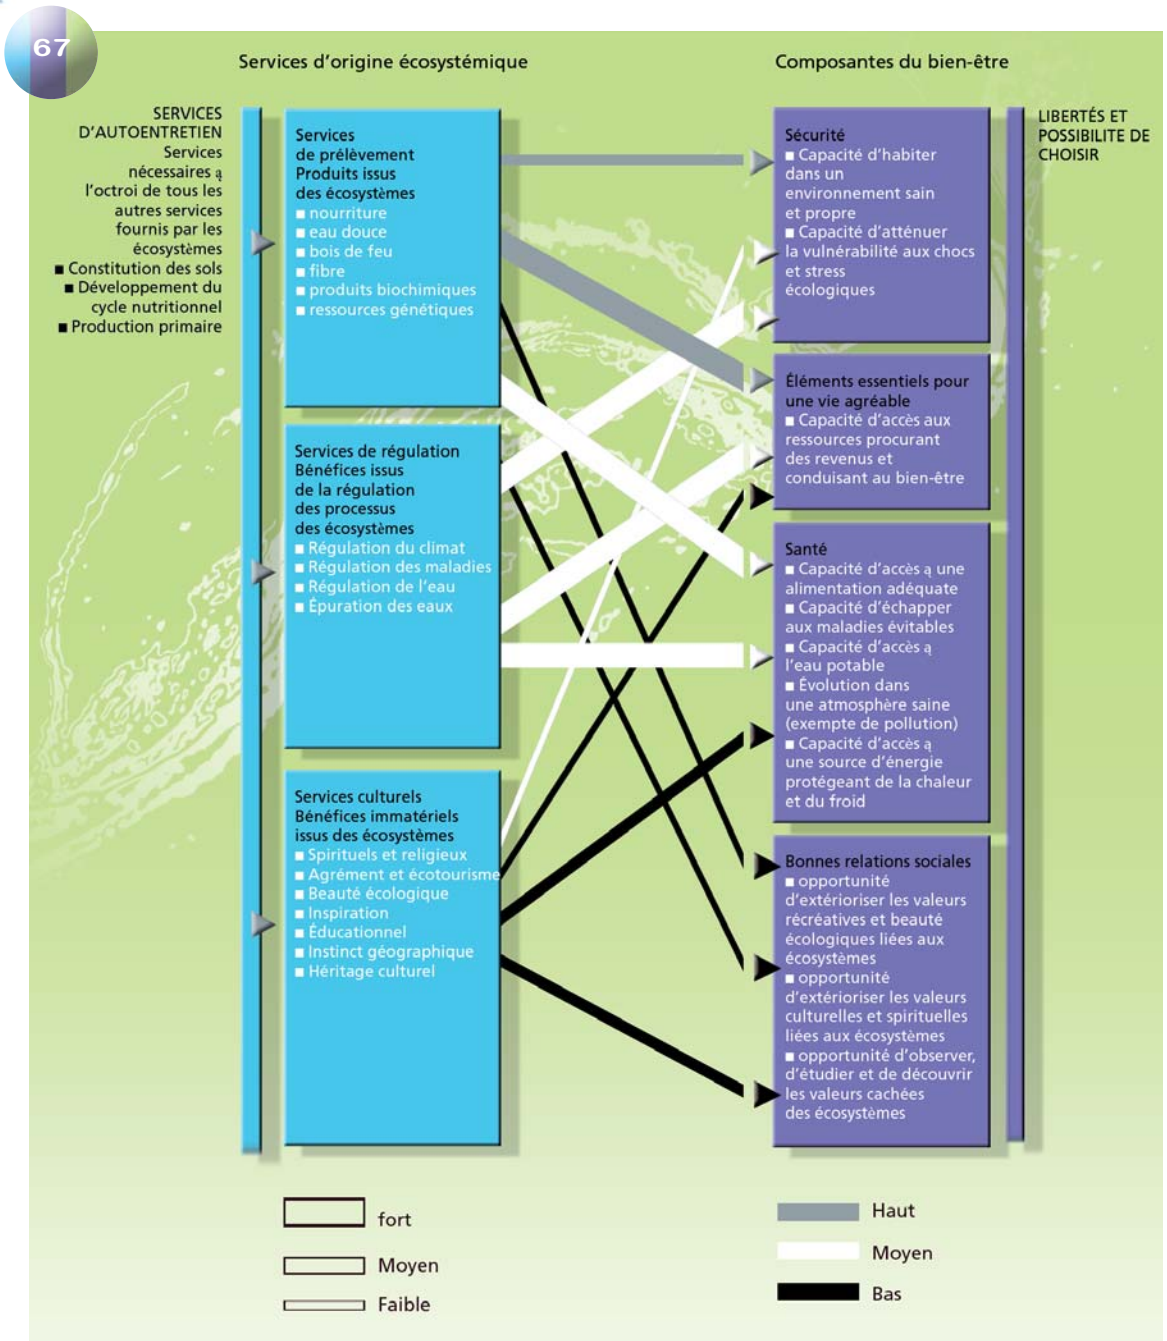 67
Services d'origine écosystémique
Composantes du bien-être
SERVICES
D'AUTOENTRETIEN
Services
nécessaires ą
l'octroi de tous les
autres services
fournis par les
écosystèmes
■ Constitution des sols
■ Développement du
cycle nutritionnel
■ Production primaire
Services
de prélèvement
Produits issus
des écosystèmes
■ nourriture
■ eau douce
■ bois de feu
■ fibre
■ produits biochimiques
■ ressources génétiques
Services de régulation
Bénéfices issus
de la régulation
des processus
des écosystèmes
■ Régulation du climat
■ Régulation des maladies
■ Régulation de l'eau
■ Épuration des eaux
Services culturels
Bénéfices immatériels
issus des écosystèmes
■ Spirituels et religieux
■ Agrément et écotourisme
■ Beauté écologique
■ Inspiration
■ Éducationnel
■ Instinct géographique
■ Héritage culturel
Sécurité
■ Capacité d'habiter
dans un
environnement sain
et propre
■ Capacité d'atténuer
la vulnérabilité aux chocs
et stress
écologiques
Éléments essentiels pour
une vie agréable
■ Capacité d'accès aux
ressources procurant
des revenus et
conduisant au bien-être
Santé
■ Capacité d'accès ą une
alimentation adéquate
■ Capacité d'échapper
aux maladies évitables
■ Capacité d'accès ą
l'eau potable
■ Évolution dans
une atmosphère saine
(exempte de pollution)
■ Capacité d'accès ą
une source d'énergie
protégeant de la chaleur
et du froid
Bonnes relations sociales
■ opportunité
d'extérioriser les valeurs
récréatives et beauté
écologiques liées aux
écosystèmes
■ opportunité
d'extérioriser les valeurs
culturelles et spirituelles
liées aux écosystèmes
■ opportunité d'observer,
d'étudier et de découvrir
les valeurs cachées
des écosystèmes
LIBERTÉS ET
POSSIBILITE DE
CHOISIR
fort
Moyen
Faible
Haut
Moyen
Bas